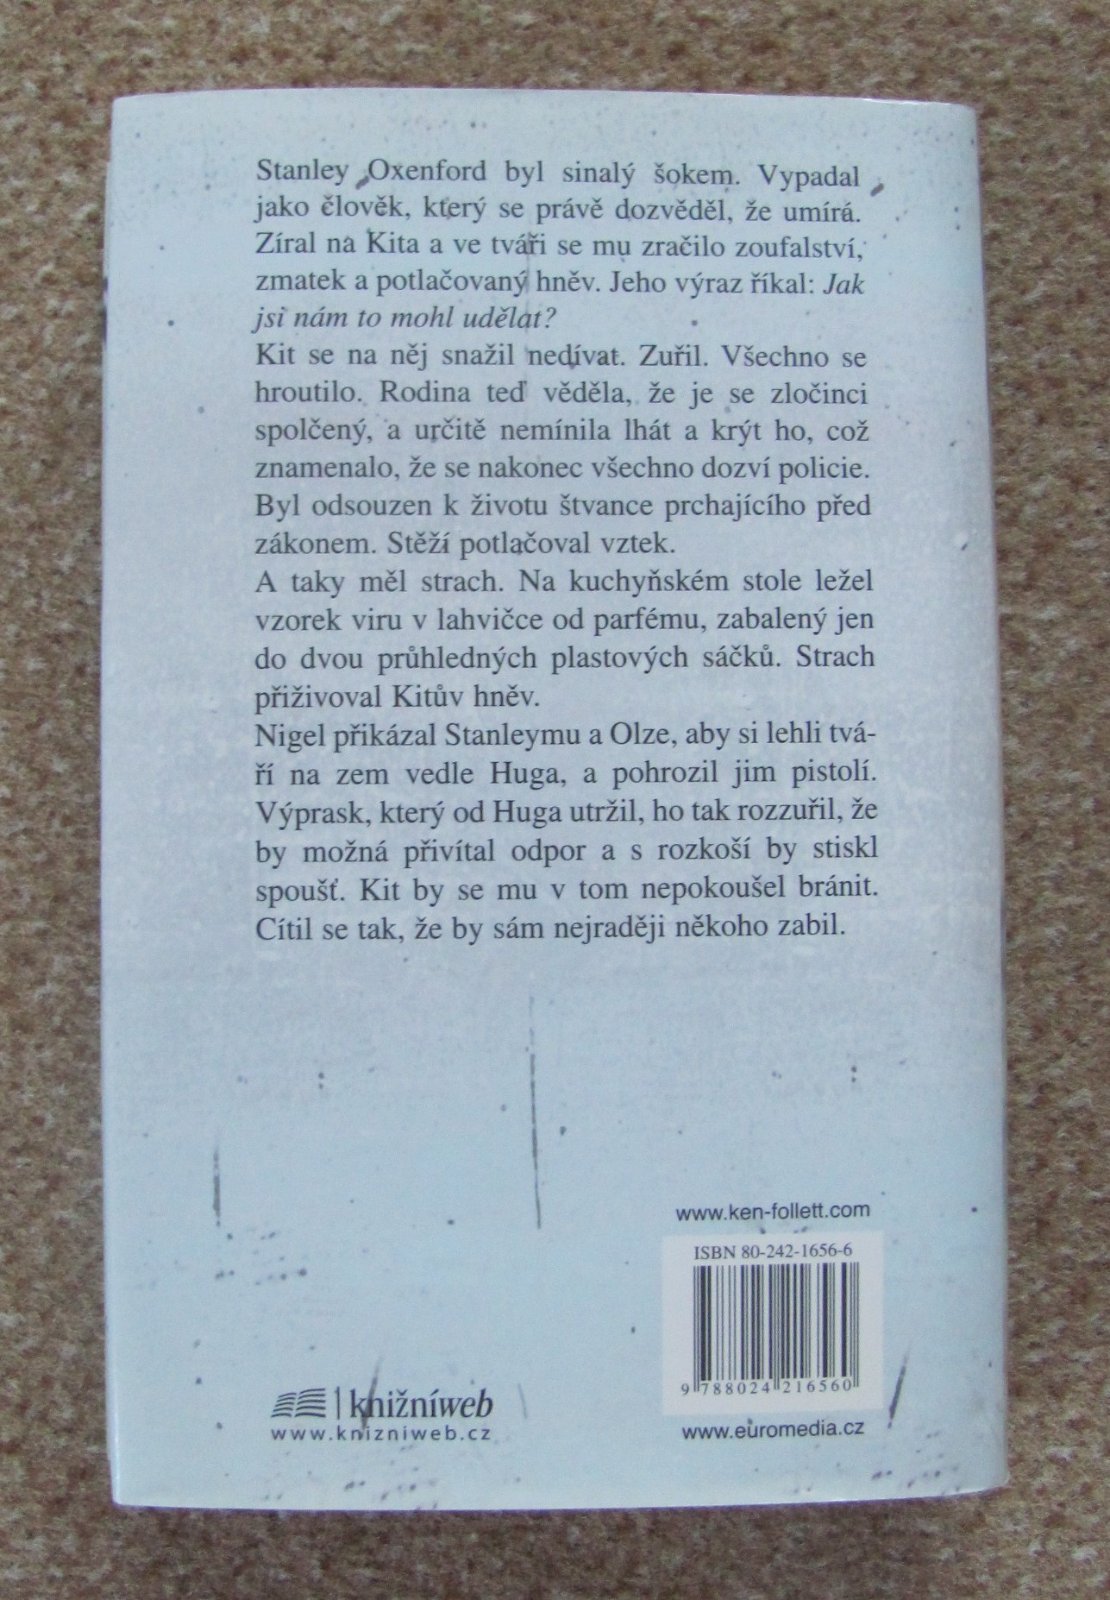 Stanley Oxenford byl sinalý šokem. Vypadal
jako člověk, který se právě dozvěděl, že umírá.
Zíral na Kita a ve tváři se mu zračilo zoufalství,
zmatek a potlačovaný hněv. Jeho výraz říkal: Jak
jsi nám to mohl udělat?
Kit se na něj snažil nedívat. Zuřil. Všechno se
hroutilo. Rodina teď věděla, že je se zločinci
spolčený, a určitě nemínila lhát a krýt ho, což
znamenalo, že se nakonec všechno dozví policie.
Byl odsouzen k životu štvance prchajícího před
zákonem. Stěží potlačoval vztek.
A taky měl strach. Na kuchyňském stole ležel
vzorek viru v lahvičce od parfému, zabalený jen
do dvou průhledných plastových sáčků. Strach
přiživoval Kitův hněv.
Nigel přikázal Stanleymu a Olze, aby si lehli tvá-
ří na zem vedle Huga, a pohrozil jim pistolí.
Výprask, který od Huga utržil, ho tak rozzuřil, že
by možná přivítal odpor a s rozkoší by stiskl
spoušť. Kit by se mu v tom nepokoušel bránit.
Cítil se tak, že by sám nejraději někoho zabil.
www.ken-follett.com
ISBN 80-242-1656-6
9 788024 216560
knižníweb
www.knizniweb.cz
www.euromedia.cz